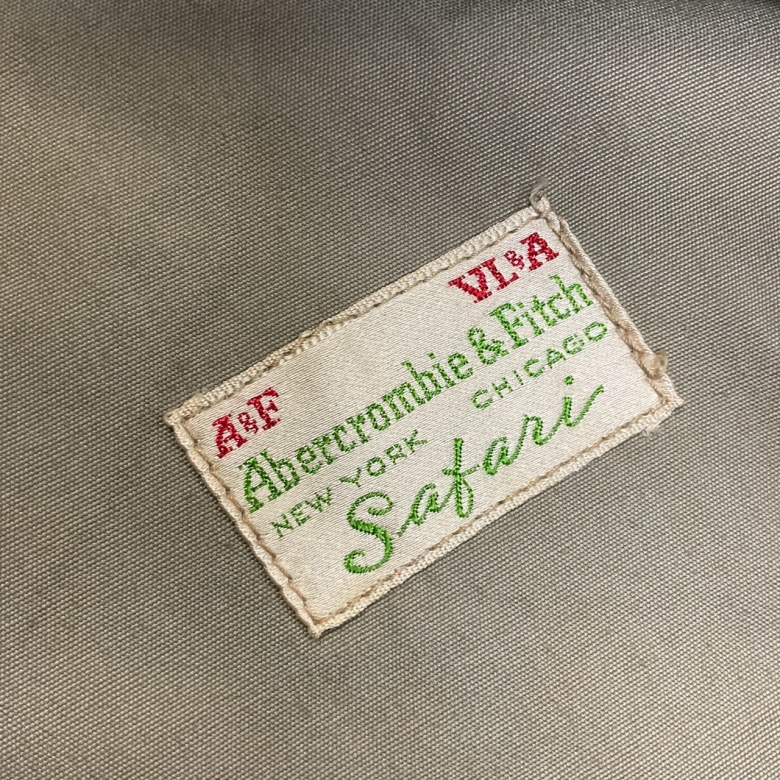 A&F VL&A
Abercrombie & Fitch
NEW YORK CHICAGO
Safari